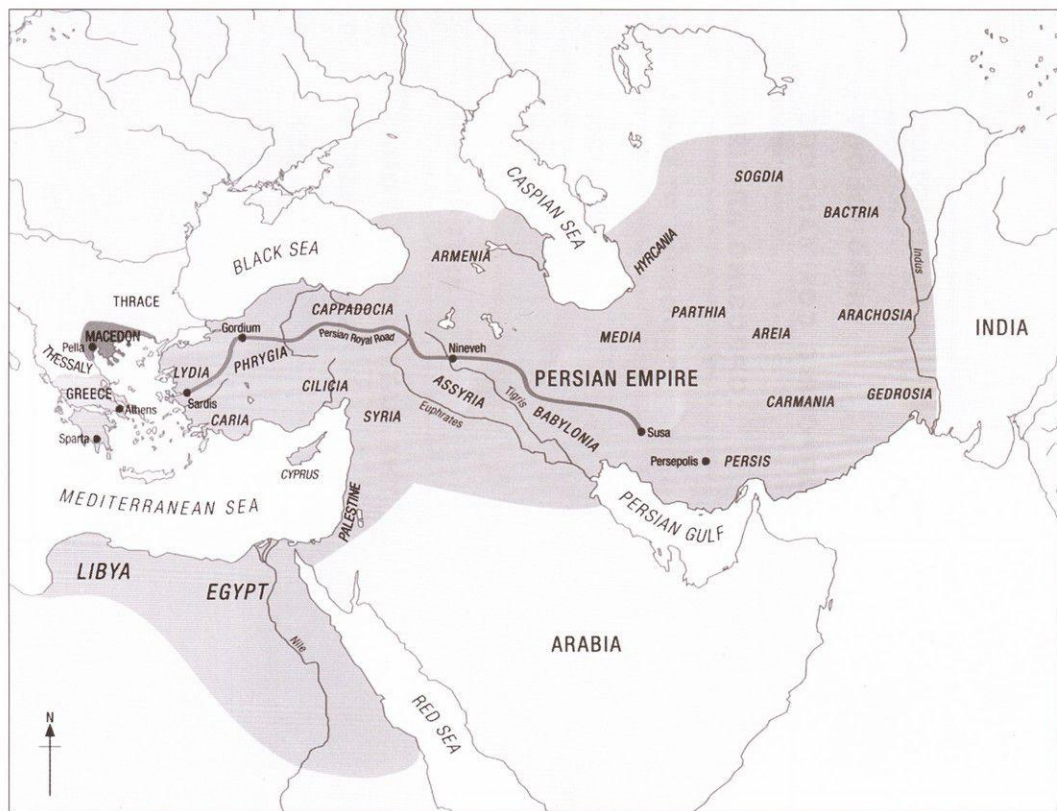 SOGDIA
CASPIAN SEA
BACTRIA
HYRCANIA
BLACK SEA
ARMENIA
Indus
THRACE
CAPPADOCIA
PARTHIA
ARACHOSIA
Gordium
Persian Royal Road
MEDIA
AREIA
INDIA
MACEDON
Pella
Nineveh
THESSALY
PHRYGIA
LYDIA
PERSIAN EMPIRE
GREECE
Sardis
CILICIA
ASSYRIA
Tigris
CARMANIA
GEDROSIA
Athens
CARIA
SYRIA
Euphrates
BABYLONIA
Susa
Sparta
Persepolis
PERSIS
CYPRUS
MEDITERRANEAN SEA
PALESTINE
PERSIAN GULF
LIBYA
EGYPT
Nile
ARABIA
RED SEA
N